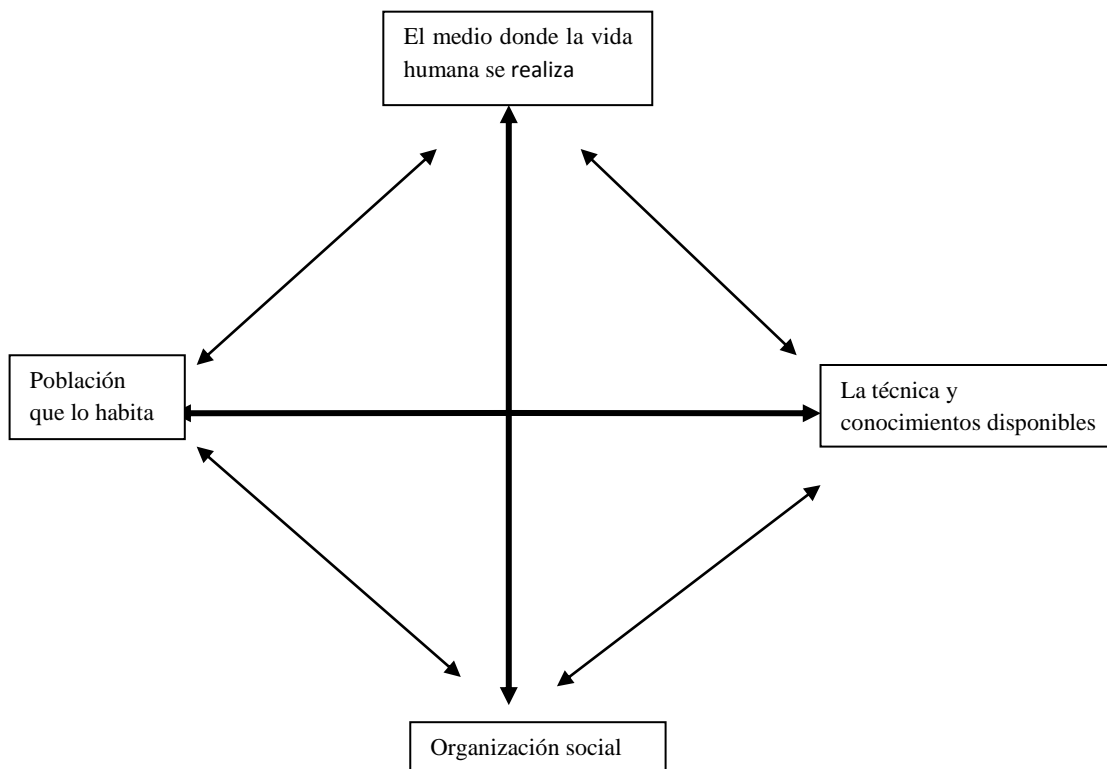 El medio donde la vida
humana se realiza
Población
que lo habita
La técnica y
conocimientos disponibles
Organización social